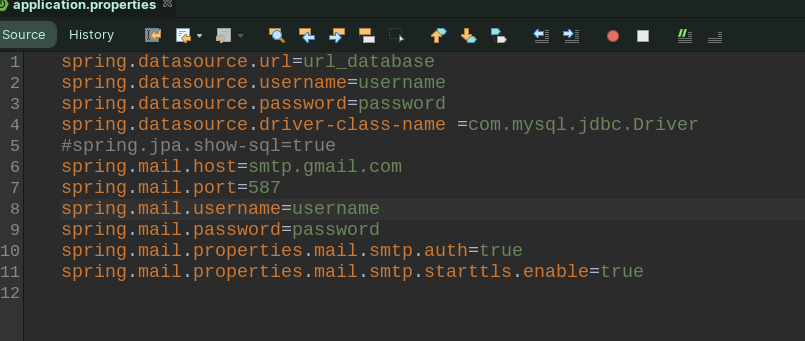 application.properties
Source History
1 spring.datasource.url=url_database
2 spring.datasource.username=username
3 spring.datasource.password=password
4 spring.datasource.driver-class-name =com.mysql.jdbc.Driver
5 #spring.jpa.show-sql=true
6 spring.mail.host=smtp.gmail.com
7 spring.mail.port=587
8 spring.mail.username=username
9 spring.mail.password=password
10 spring.mail.properties.mail.smtp.auth=true
11 spring.mail.properties.mail.smtp.starttls.enable=true
12